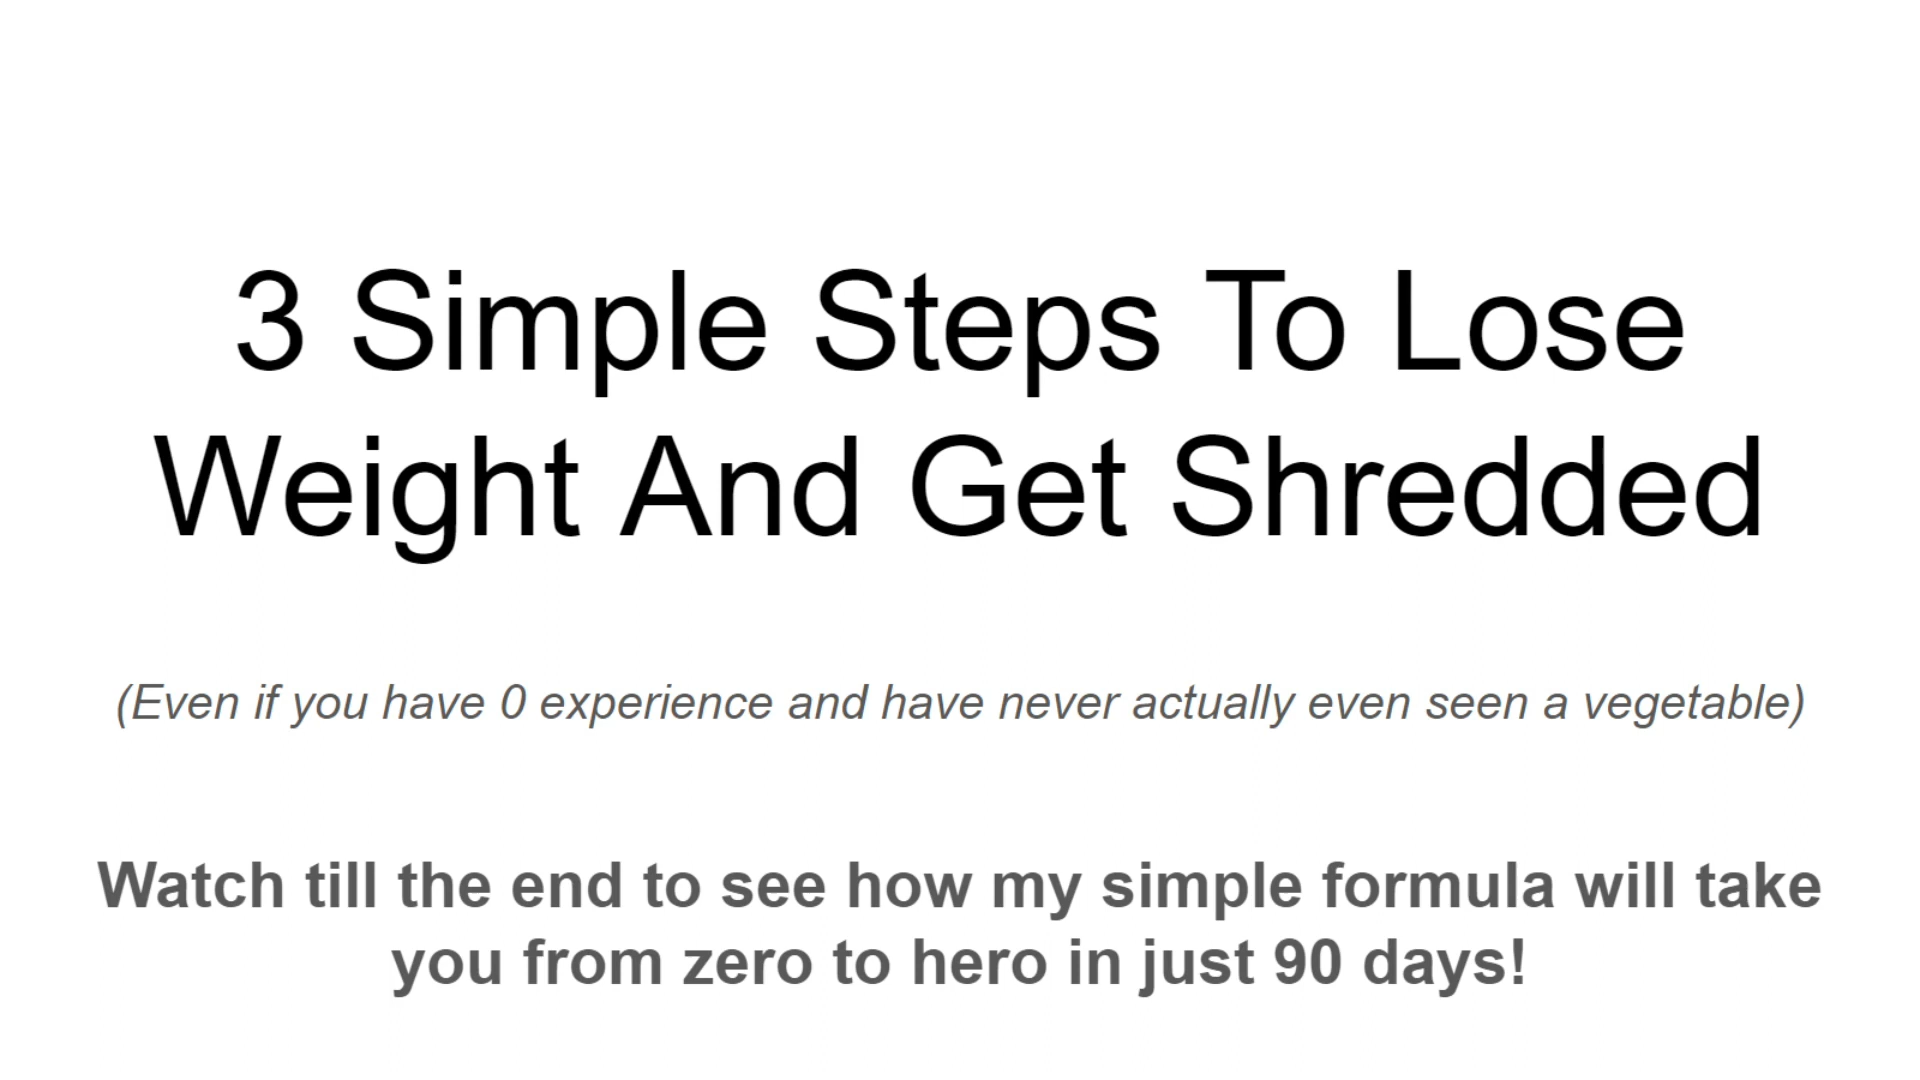 3 Simple Steps To Lose
Weight And Get Shredded
(Even if you have 0 experience and have never actually even seen a vegetable)
Watch till the end to see how my simple formula will take
you from zero to hero in just 90 days!